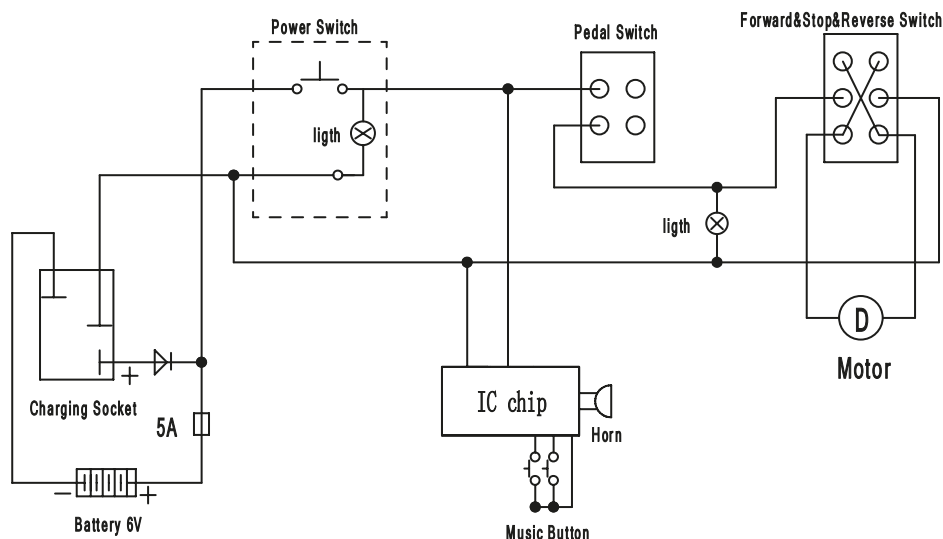 Power Switch
Pedal Switch
Forward&Stop&Reverse Switch
ligth
ligth
D
Motor
+
Charging Socket
5A
IC chip
Horn
− +
Battery 6V
Music Button